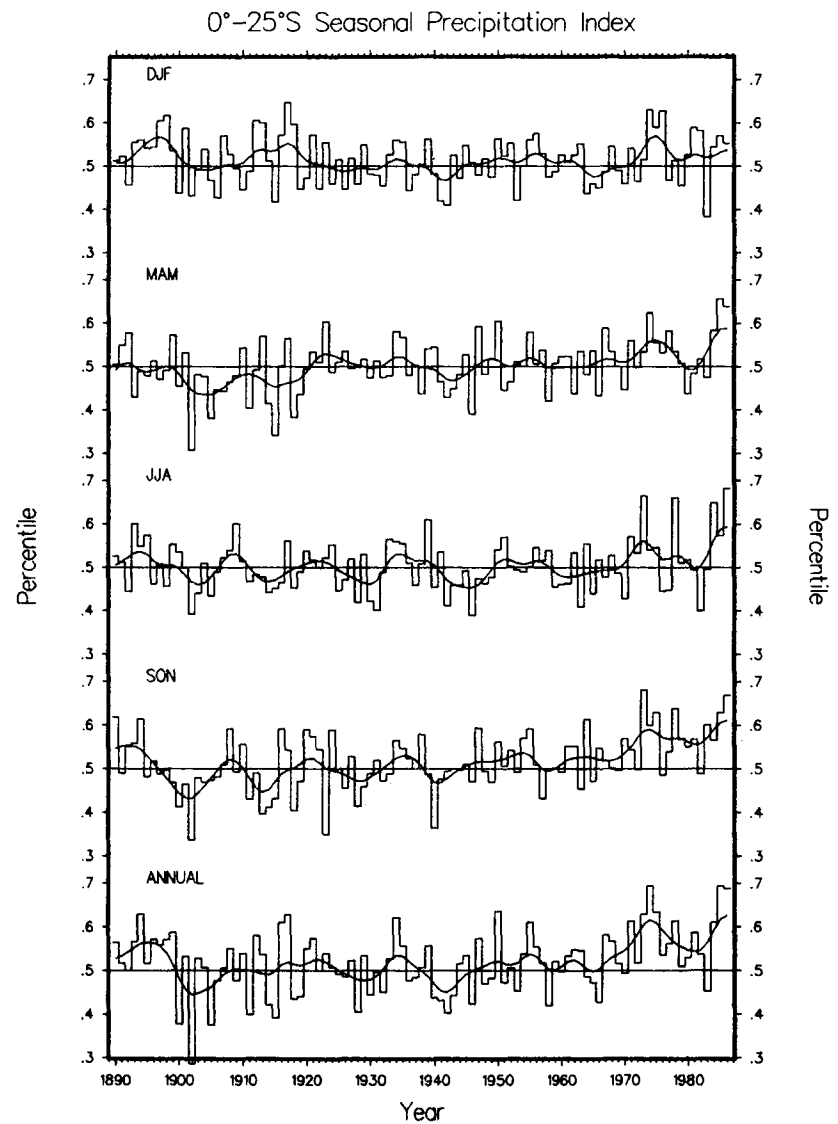 0°–25°S Seasonal Precipitation Index
DJF
.7 .7
.6 .6
.5 .5
.4 .4
.3 .3
MAM
.7 .7
.6 .6
.5 .5
.4 .4
.3 .3
JJA
.7 .7
.6 .6
.5 .5
.4 .4
.3 .3
SON
.7 .7
.6 .6
.5 .5
.4 .4
.3 .3
ANNUAL
.7 .7
.6 .6
.5 .5
.4 .4
.3 .3
Percentile
Percentile
1890 1900 1910 1920 1930 1940 1950 1960 1970 1980
Year